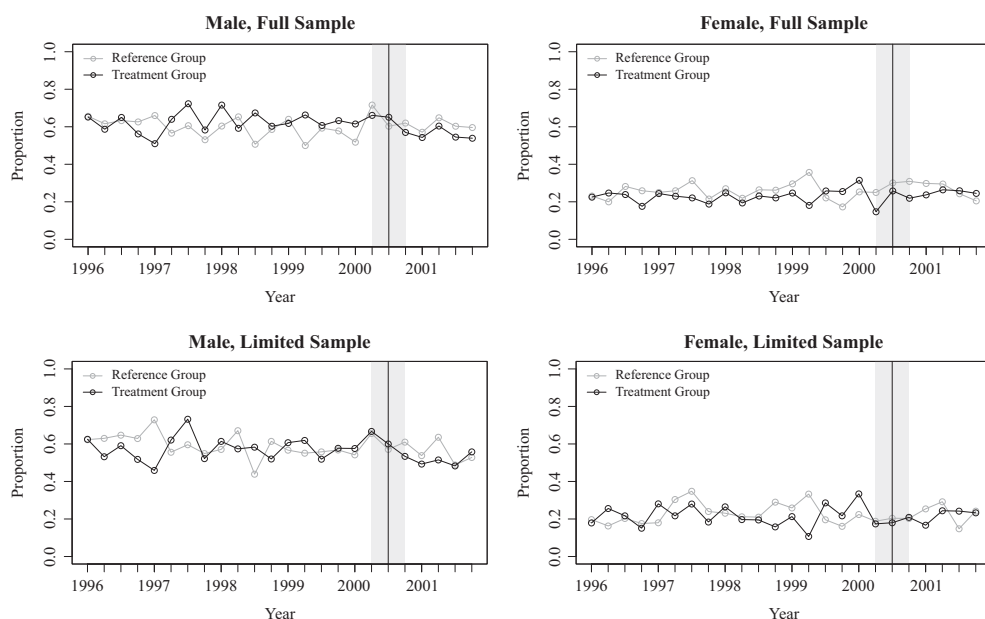 Male, Full Sample
Reference Group
Treatment Group
Proportion
0.0 0.2 0.4 0.6 0.8 1.0
1996 1997 1998 1999 2000 2001
Year
Female, Full Sample
Reference Group
Treatment Group
Proportion
0.0 0.2 0.4 0.6 0.8 1.0
1996 1997 1998 1999 2000 2001
Year
Male, Limited Sample
Reference Group
Treatment Group
Proportion
0.0 0.2 0.4 0.6 0.8 1.0
1996 1997 1998 1999 2000 2001
Year
Female, Limited Sample
Reference Group
Treatment Group
Proportion
0.0 0.2 0.4 0.6 0.8 1.0
1996 1997 1998 1999 2000 2001
Year